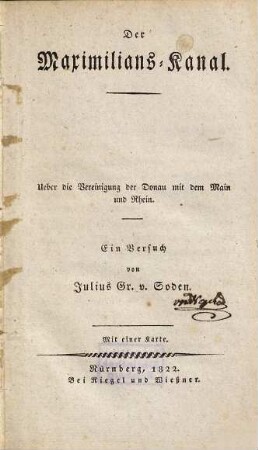 Der
Maximilians-Kanal.
Ueber die Vereinigung der Donau mit dem Main
und Rhein.
Ein Versuch
von
Julius Gr. v. Soden.
Mit einer Karte.
Nürnberg, 1822.
Bei Riegel und Wießner.